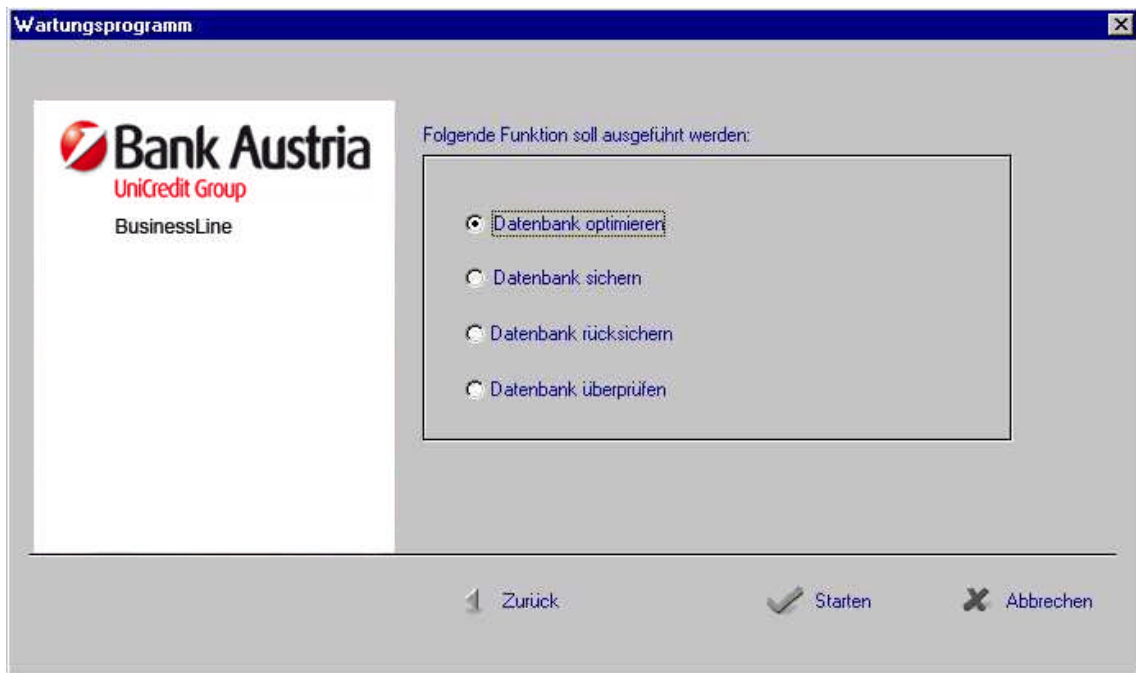 Wartungsprogramm
Bank Austria
UniCredit Group
BusinessLine
Folgende Funktion soll ausgeführt werden:
Datenbank optimieren
Datenbank sichern
Datenbank rücksichern
Datenbank überprüfen
Zurück
Starten
Abbrechen